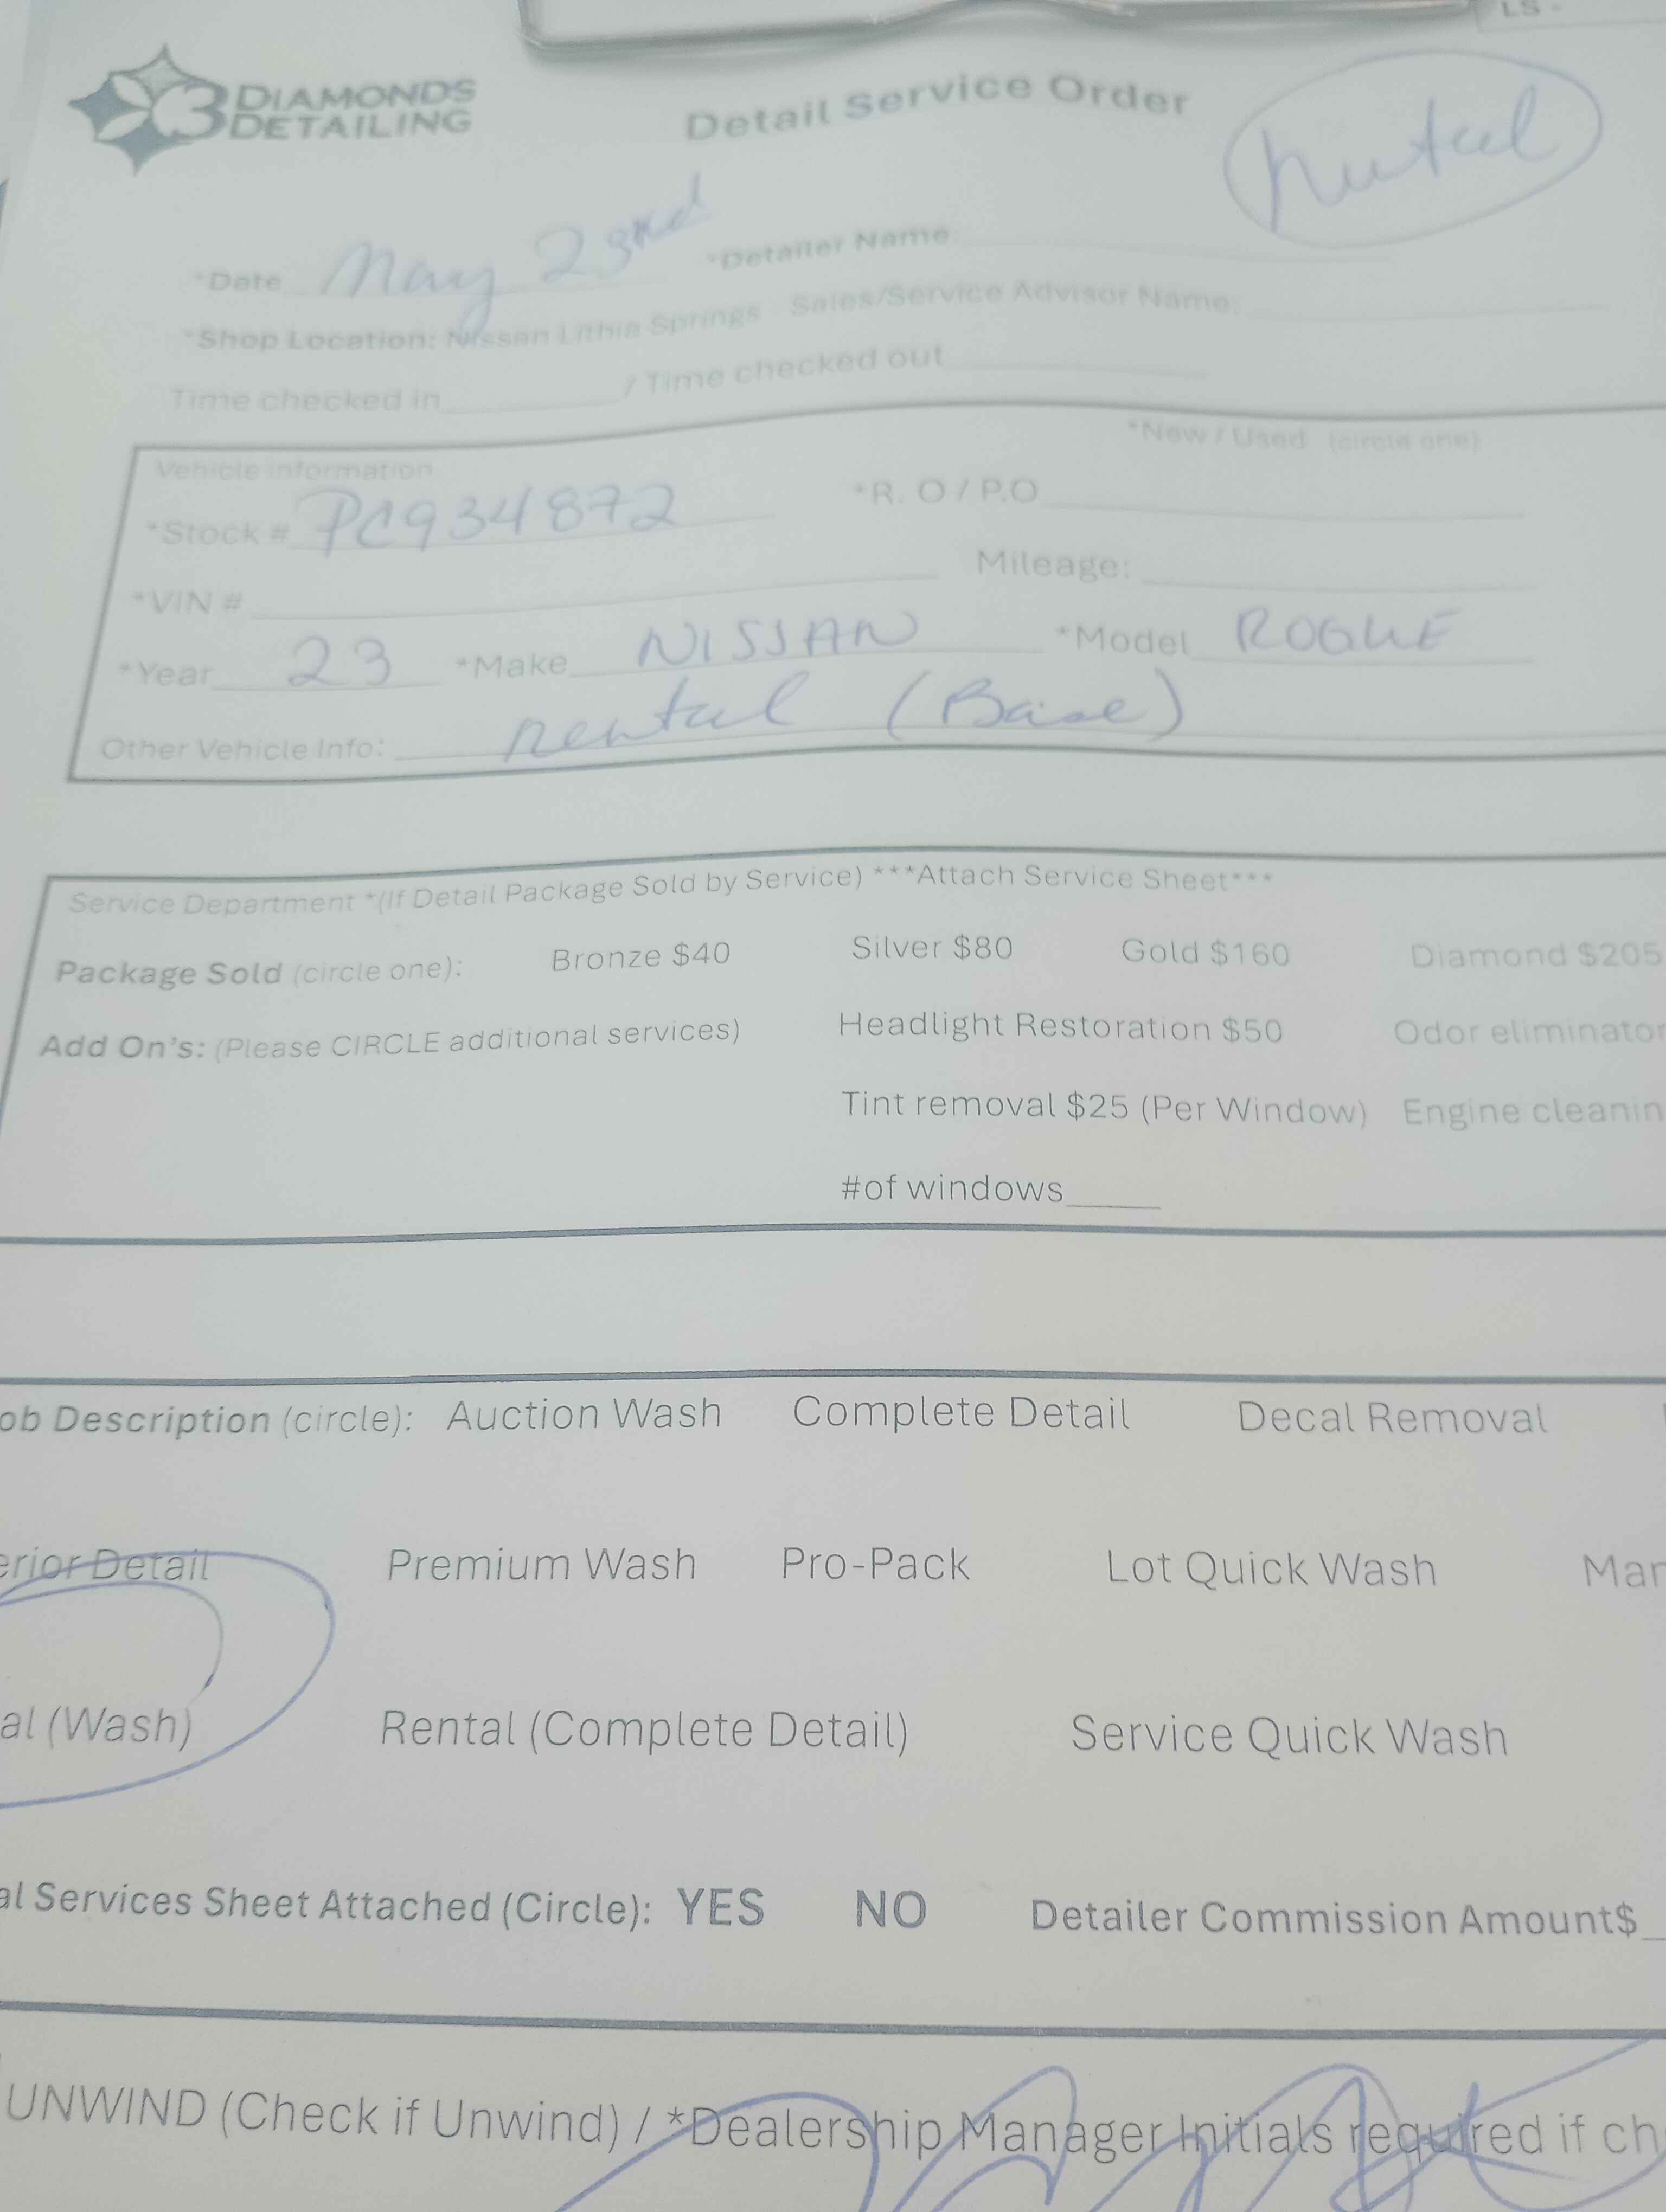 LS -
3 DIAMONDS DETAILING
Detail Service Order
rental
*Date May 23rd *Detailer Name:
*Shop Location: Nissan Lithia Springs Sales/Service Advisor Name:
Time checked in / Time checked out
*New / Used (circle one)
Vehicle information
*Stock # PC934872 *R. O / P.O
*VIN # Mileage:
*Year 23 *Make NISSAN *Model ROGUE
Other Vehicle Info: rental (Base)
Service Department *(If Detail Package Sold by Service) ***Attach Service Sheet***
Package Sold (circle one): Bronze $40 Silver $80 Gold $160 Diamond $205
Add On's: (Please CIRCLE additional services) Headlight Restoration $50 Odor eliminator
Tint removal $25 (Per Window) Engine cleanin
#of windows
ob Description (circle): Auction Wash Complete Detail Decal Removal
erior Detail Premium Wash Pro-Pack Lot Quick Wash Mar
al (Wash) Rental (Complete Detail) Service Quick Wash
al Services Sheet Attached (Circle): YES NO Detailer Commission Amount$
UNWIND (Check if Unwind) / *Dealership Manager Initials required if ch